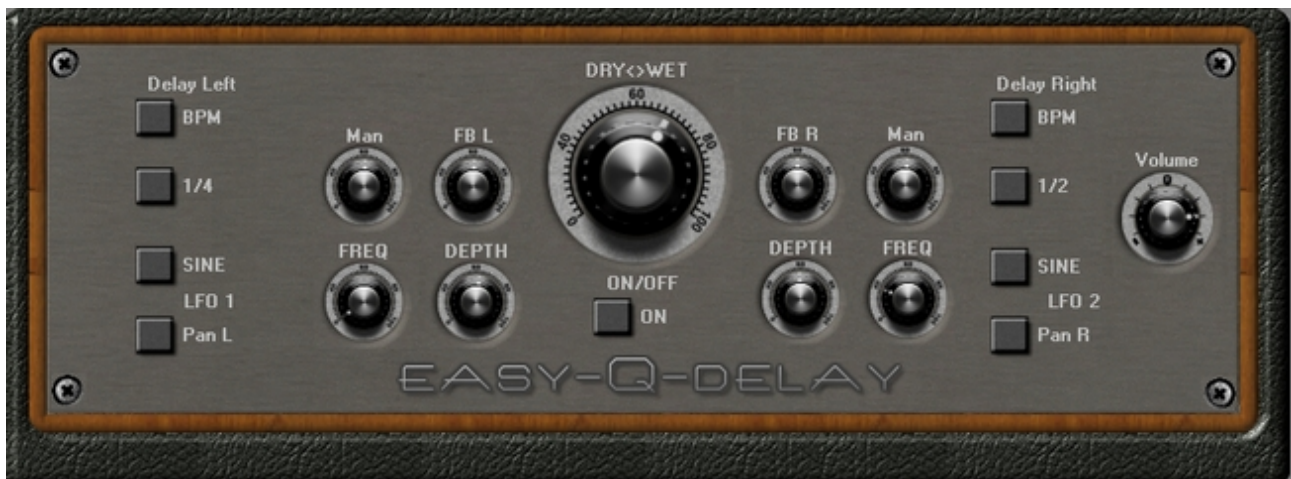 DRY<>WET
0
40
60
80
100
Delay Left
BPM
1/4
SINE
LFO 1
Pan L
Man
FB L
FREQ
DEPTH
ON/OFF
ON
FB R
Man
DEPTH
FREQ
Delay Right
BPM
1/2
SINE
LFO 2
Pan R
Volume
0
EASY-Q-DELAY